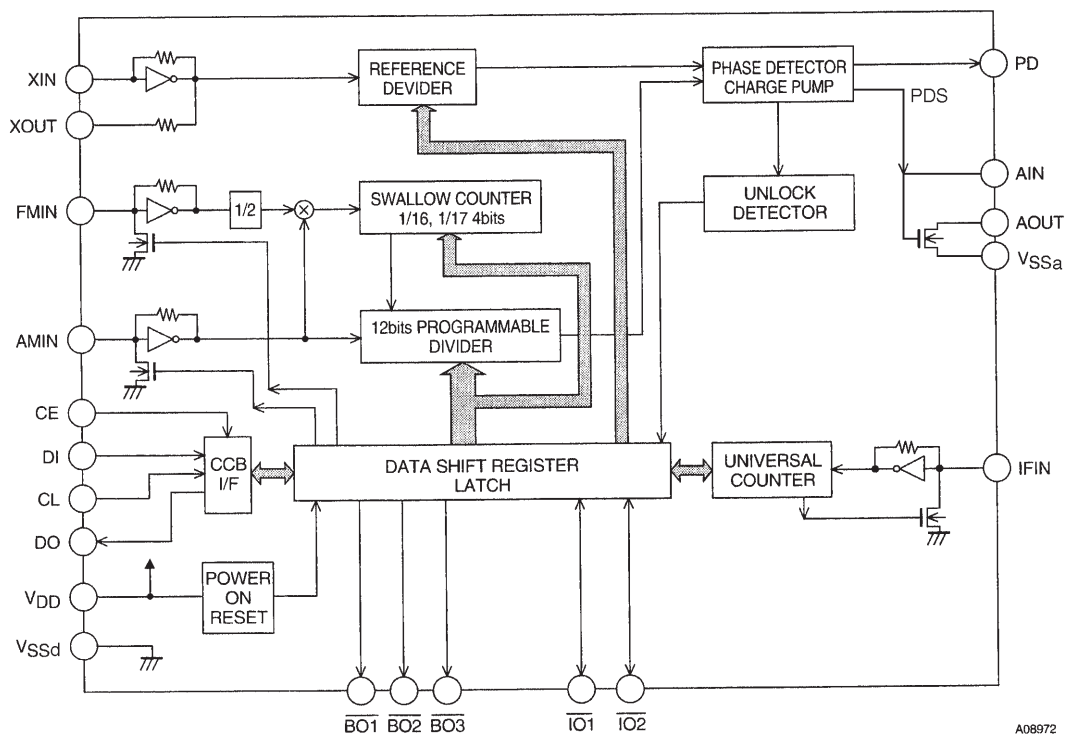 XIN
REFERENCE
DEVIDER
PHASE DETECTOR
CHARGE PUMP
PD
PDS
XOUT
AIN
FMIN
1/2
SWALLOW COUNTER
1/16, 1/17 4bits
UNLOCK
DETECTOR
AOUT
VSSa
AMIN
12bits PROGRAMMABLE
DIVIDER
CE
DI
CCB
I/F
DATA SHIFT REGISTER
LATCH
UNIVERSAL
COUNTER
IFIN
CL
DO
VDD
POWER
ON
RESET
VSSd
BO1 BO2 BO3 IO1 IO2
A08972